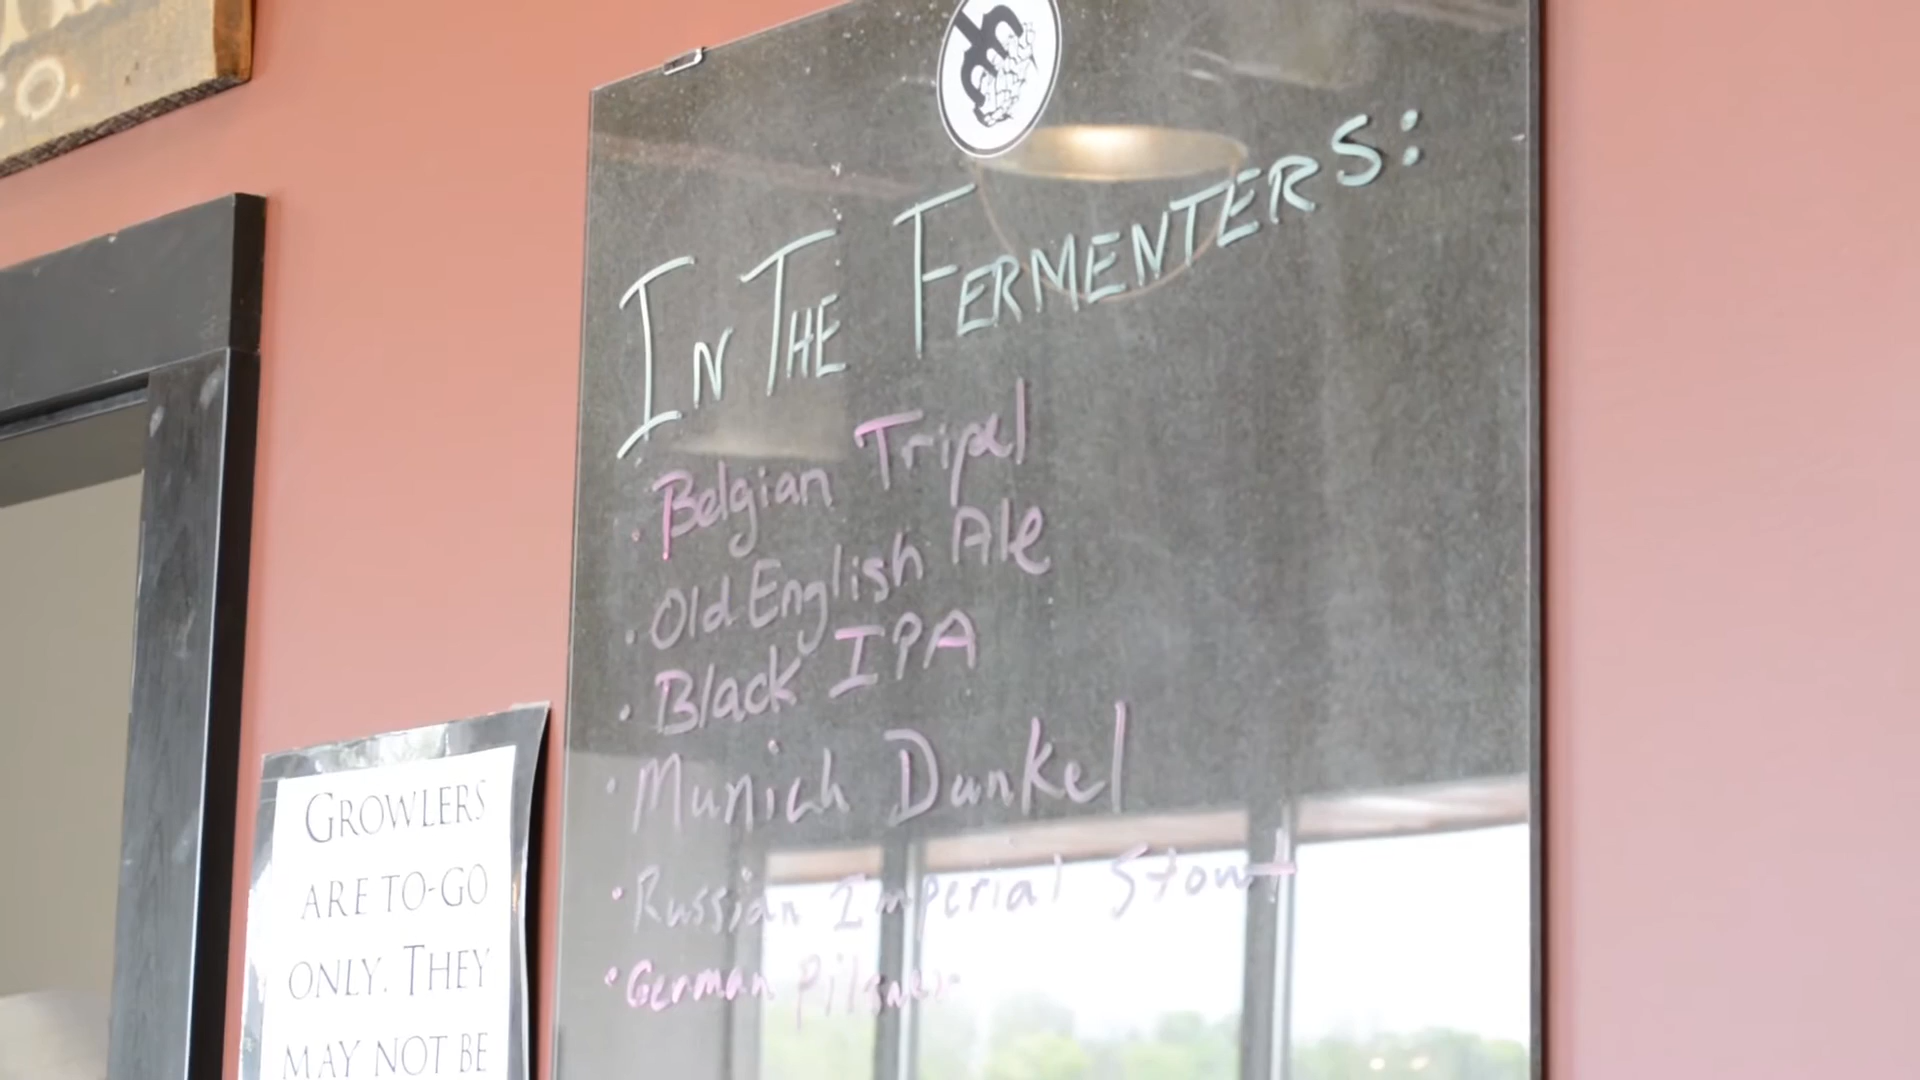 IN THE FERMENTERS:
· Belgian Tripel
· Old English Ale
· Black IPA
· Munich Dunkel
· Russian Imperial Stout
· German Pilsner
GROWLERS
ARE TO-GO
ONLY. THEY
MAY NOT BE